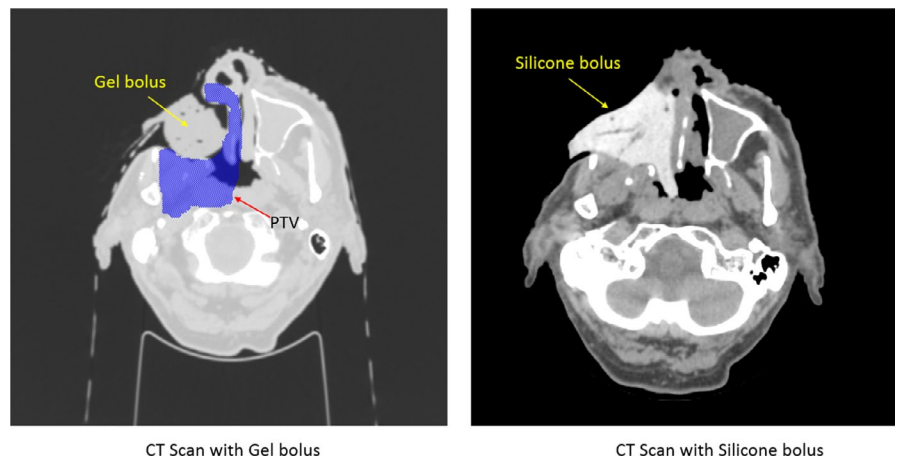 Gel bolus
PTV
Silicone bolus
CT Scan with Gel bolus
CT Scan with Silicone bolus